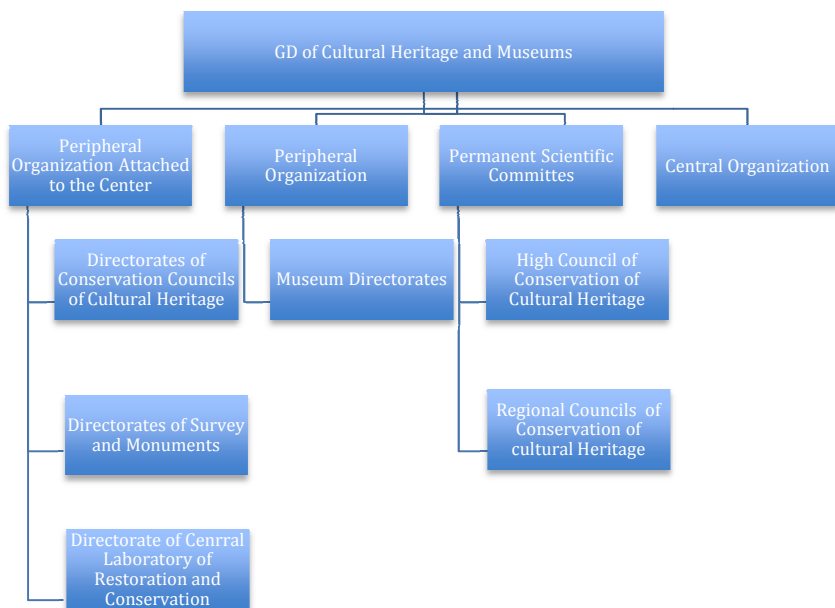 GD of Cultural Heritage and Museums
Peripheral
Organization Attached
to the Center
Peripheral
Organization
Permanent Scientific
Committes
Central Organization
Directorates of
Conservation Councils
of Cultural Heritage
Museum Directorates
High Council of
Conservation of
Cultural Heritage
Directorates of Survey
and Monuments
Regional Councils of
Conservation of
cultural Heritage
Directorate of Cenrral
Laboratory of
Restoration and
Conservation